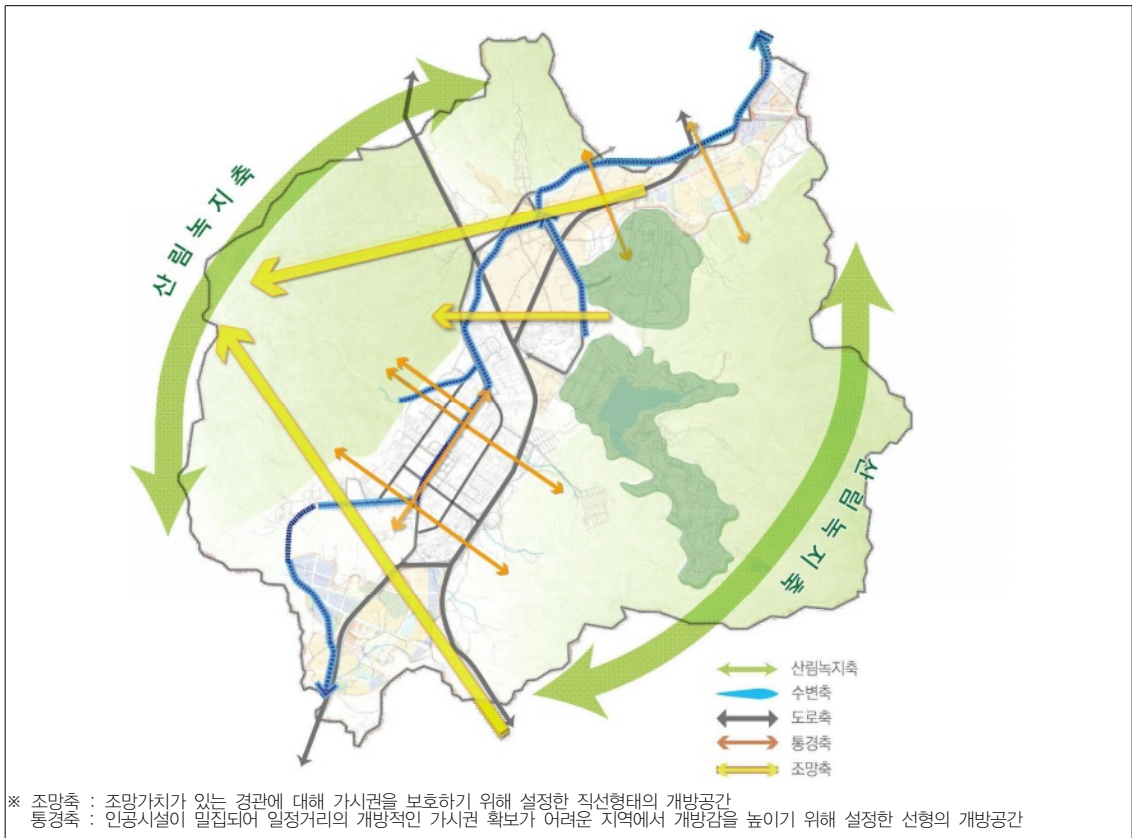 산림녹지축
산림녹지축
산림녹지축
수변축
도로축
통경축
조망축
※ 조망축 : 조망가치가 있는 경관에 대해 가시권을 보호하기 위해 설정한 직선형태의 개방공간
통경축 : 인공시설이 밀집되어 일정거리의 개방적인 가시권 확보가 어려운 지역에서 개방감을 높이기 위해 설정한 선형의 개방공간